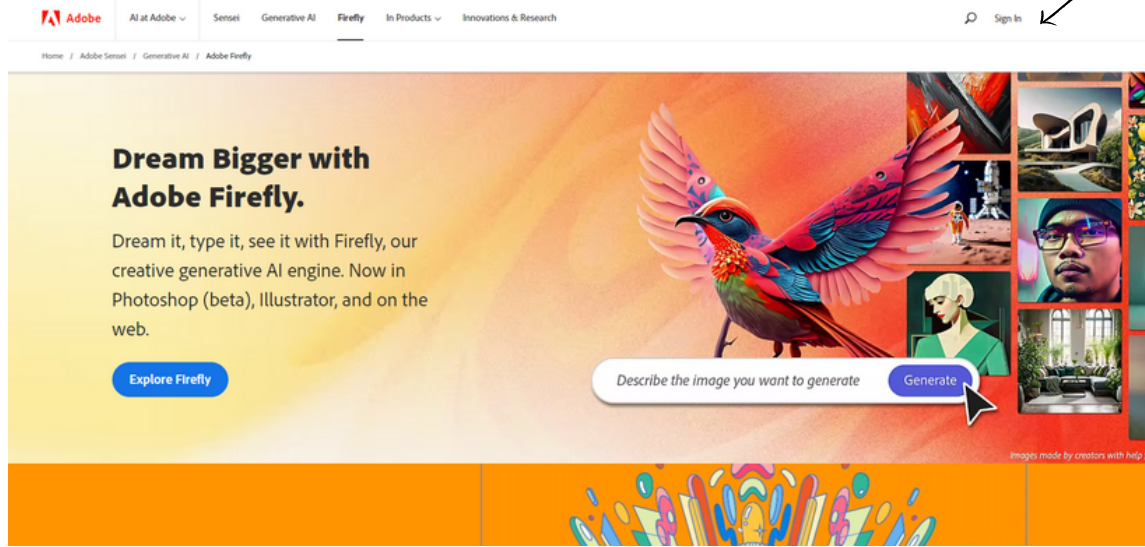 Adobe AI at Adobe Sensei Generative AI Firefly In Products Innovations & Research Sign In
Home / Adobe Sensei / Generative AI / Adobe Firefly
Dream Bigger with
Adobe Firefly.
Dream it, type it, see it with Firefly, our
creative generative AI engine. Now in
Photoshop (beta), Illustrator, and on the
web.
Explore Firefly
Describe the image you want to generate Generate
Images made by creators with help